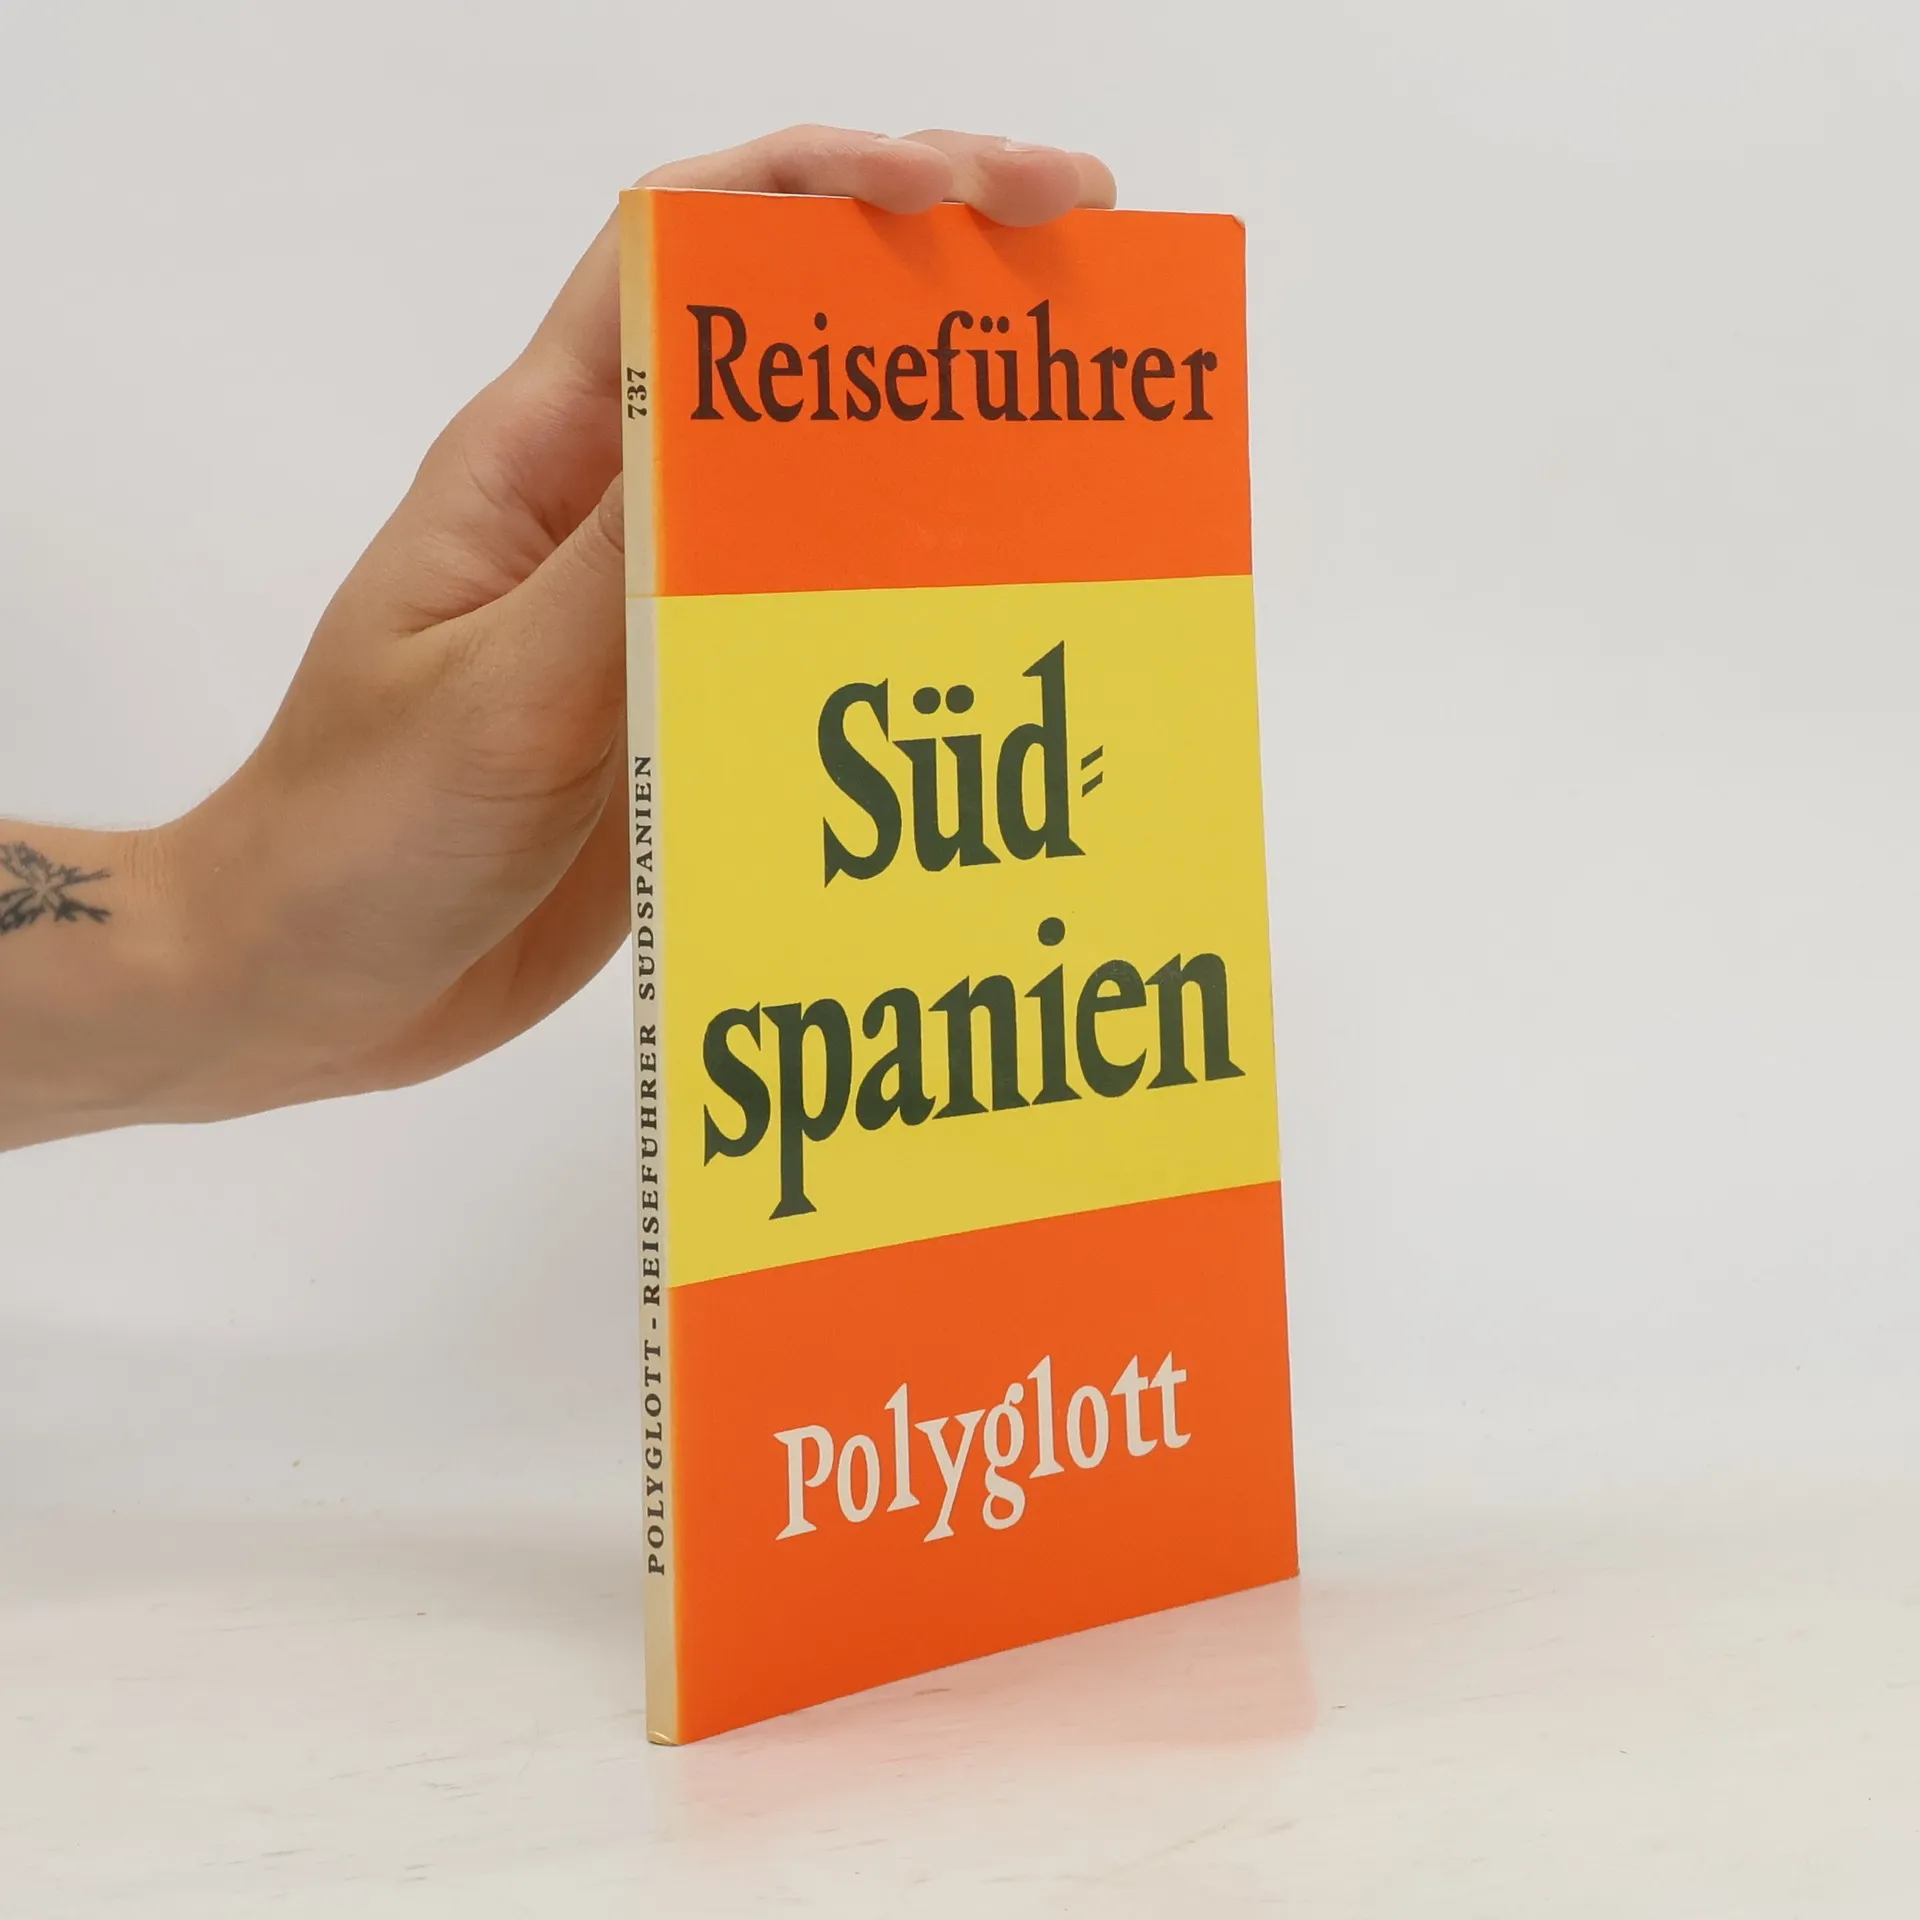 Reiseführer
Süd=
spanien
Polyglott
POLYGLOTT - REISEFÜHRER SÜDSPANIEN 737